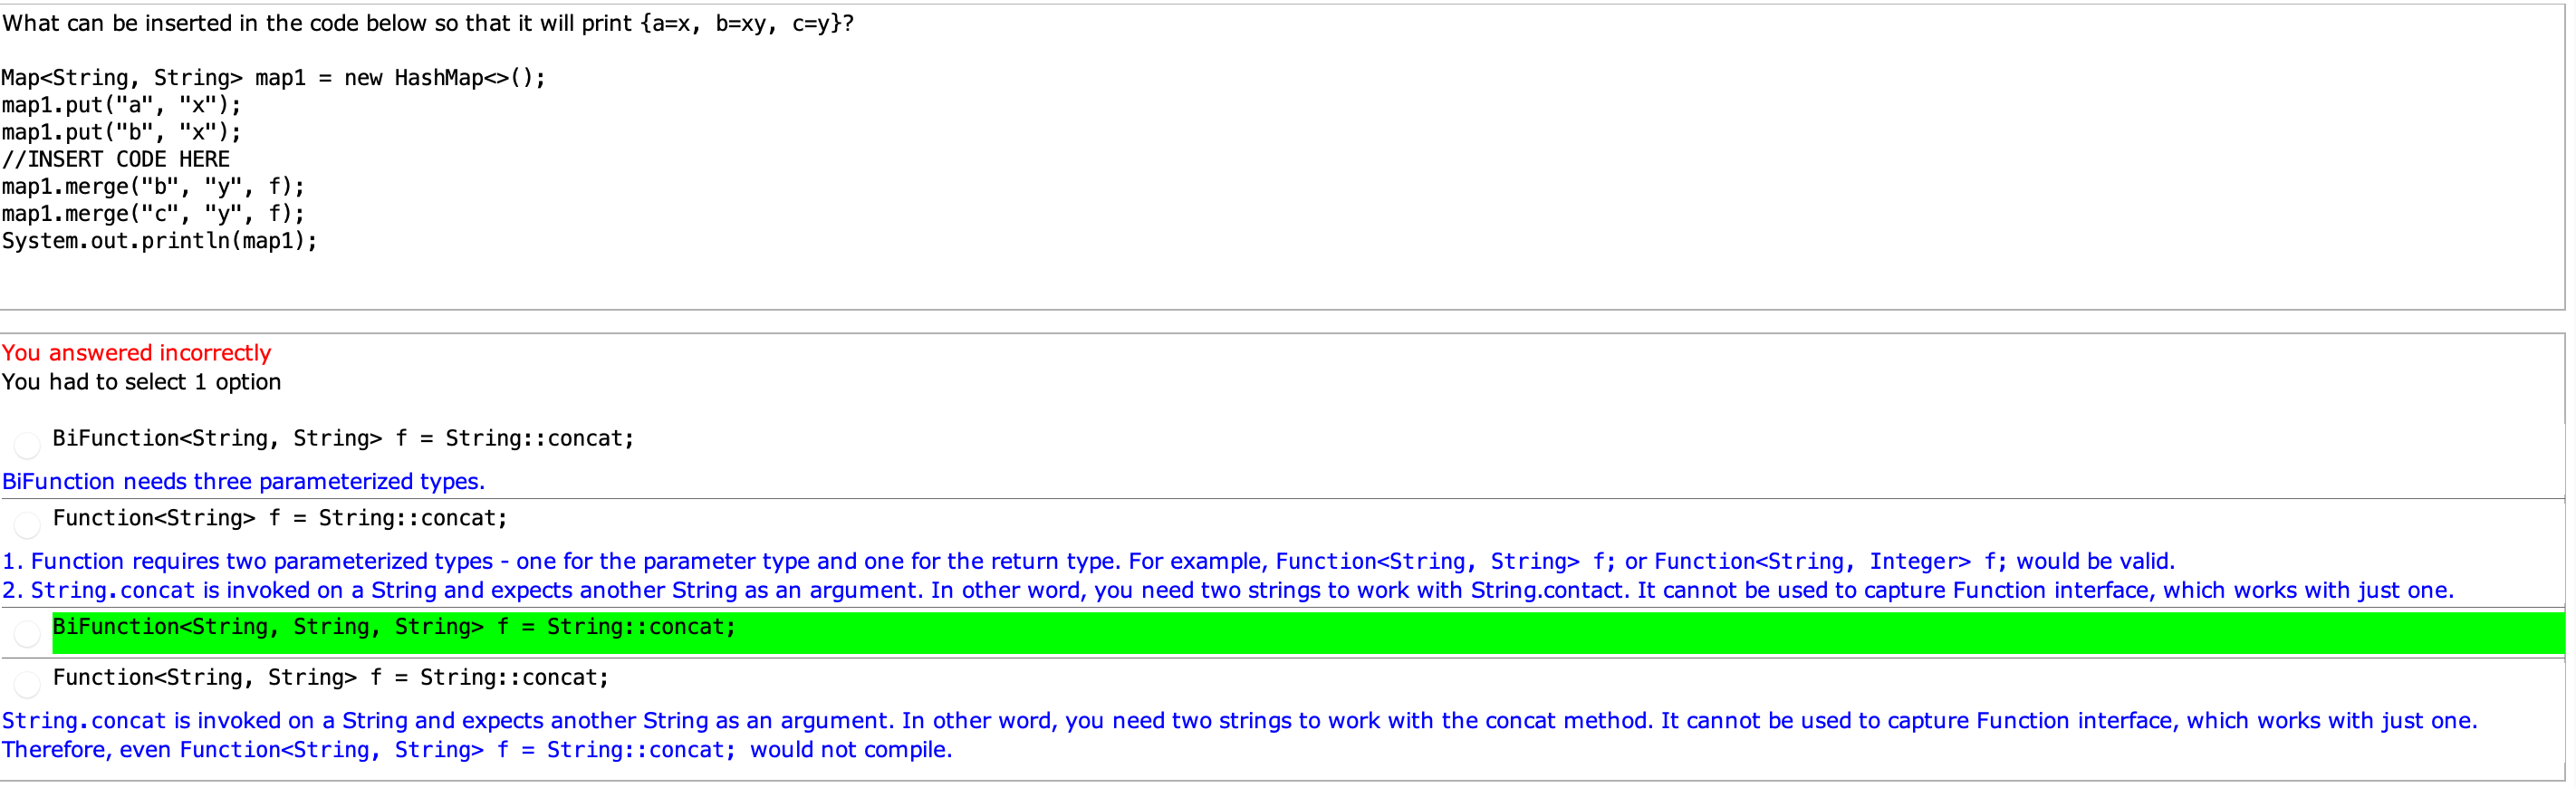 What can be inserted in the code below so that it will print {a=x, b=xy, c=y}?
Map<String, String> map1 = new HashMap<>();
map1.put("a", "x");
map1.put("b", "x");
//INSERT CODE HERE
map1.merge("b", "y", f);
map1.merge("c", "y", f);
System.out.println(map1);
You answered incorrectly
You had to select 1 option
BiFunction<String, String> f = String::concat;
BiFunction needs three parameterized types.
Function<String> f = String::concat;
1. Function requires two parameterized types - one for the parameter type and one for the return type. For example, Function<String, String> f; or Function<String, Integer> f; would be valid.
2. String.concat is invoked on a String and expects another String as an argument. In other word, you need two strings to work with String.contact. It cannot be used to capture Function interface, which works with just one.
BiFunction<String, String, String> f = String::concat;
Function<String, String> f = String::concat;
String.concat is invoked on a String and expects another String as an argument. In other word, you need two strings to work with the concat method. It cannot be used to capture Function interface, which works with just one.
Therefore, even Function<String, String> f = String::concat; would not compile.